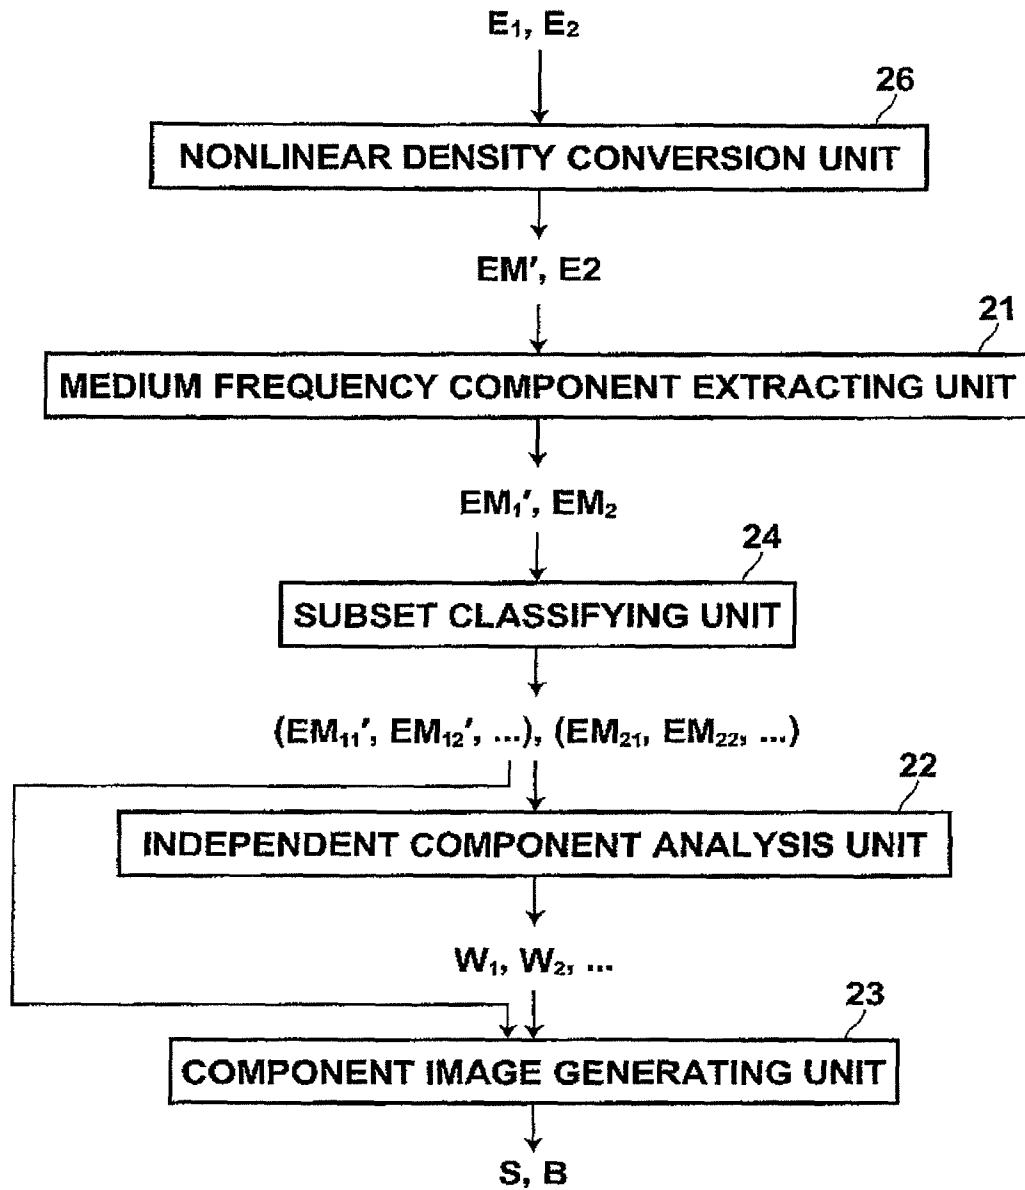 E₁, E₂
26
NONLINEAR DENSITY CONVERSION UNIT
EM′, E2
21
MEDIUM FREQUENCY COMPONENT EXTRACTING UNIT
EM₁′, EM₂
24
SUBSET CLASSIFYING UNIT
(EM₁₁′, EM₁₂′, ...), (EM₂₁, EM₂₂, ...)
22
INDEPENDENT COMPONENT ANALYSIS UNIT
W₁, W₂, ...
23
COMPONENT IMAGE GENERATING UNIT
S, B